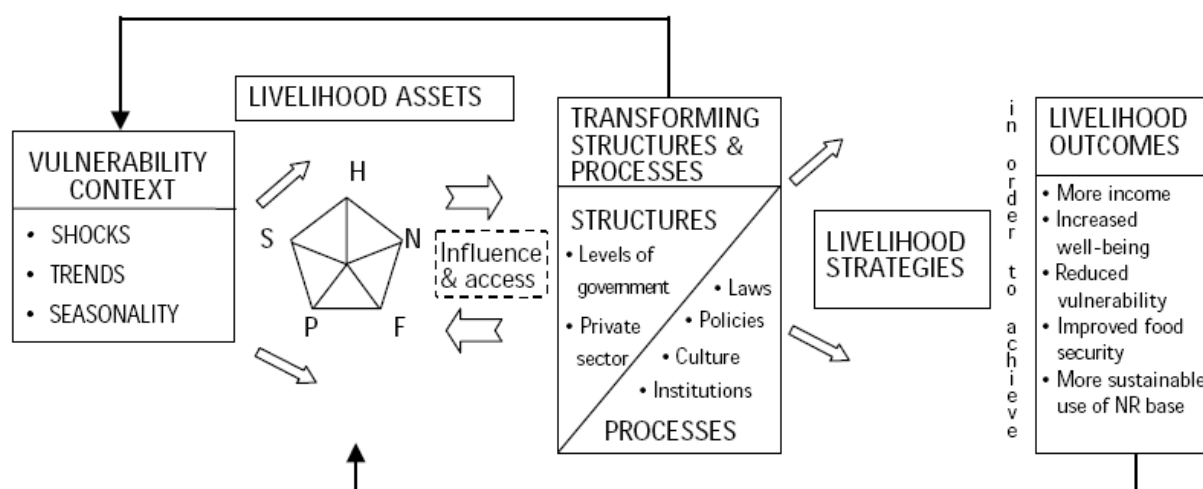 LIVELIHOOD ASSETS
VULNERABILITY
CONTEXT
• SHOCKS
• TRENDS
• SEASONALITY
H
S
N
P
F
Influence
& access
TRANSFORMING
STRUCTURES &
PROCESSES
STRUCTURES
• Levels of
government
• Private
sector
• Laws
• Policies
• Culture
• Institutions
PROCESSES
LIVELIHOOD
STRATEGIES
in order to achieve
LIVELIHOOD
OUTCOMES
• More income
• Increased
well-being
• Reduced
vulnerability
• Improved food
security
• More sustainable
use of NR base